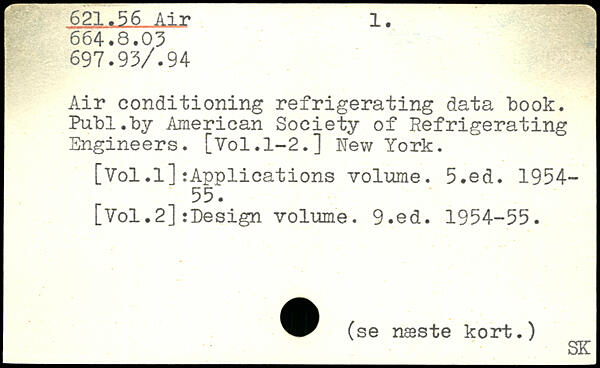 621.56 Air 1.
664.8.03
697.93/.94
Air conditioning refrigerating data book.
Publ.by American Society of Refrigerating
Engineers. [Vol.1-2.] New York.
[Vol.1]:Applications volume. 5.ed. 1954-
55.
[Vol.2]:Design volume. 9.ed. 1954-55.
(se næste kort.)
SK